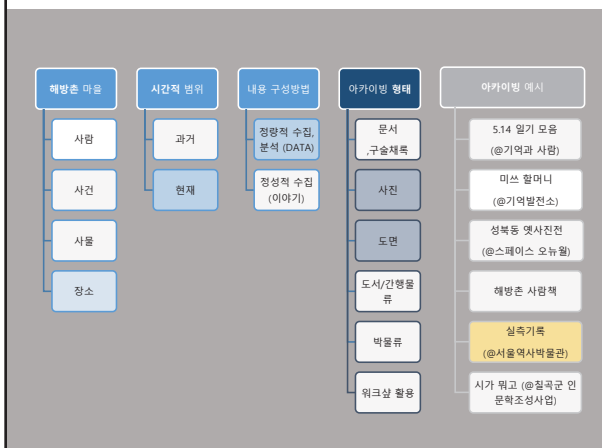 해방촌 마을
사람
사건
사물
장소
시간적 범위
과거
현재
내용 구성방법
정량적 수집,
분석 (DATA)
정성적 수집
(이야기)
아카이빙 형태
문서
,구술채록
사진
도면
도서/간행물
류
박물류
워크샾 활용
아카이빙 예시
5.14 일기 모음
(@기억과 사람)
미쓰 할머니
(@기억발전소)
성북동 옛사진전
(@스페이스 오뉴월)
해방촌 사람책
실측기록
(@서울역사박물관)
시가 뭐고 (@칠곡군 인
문학조성사업)